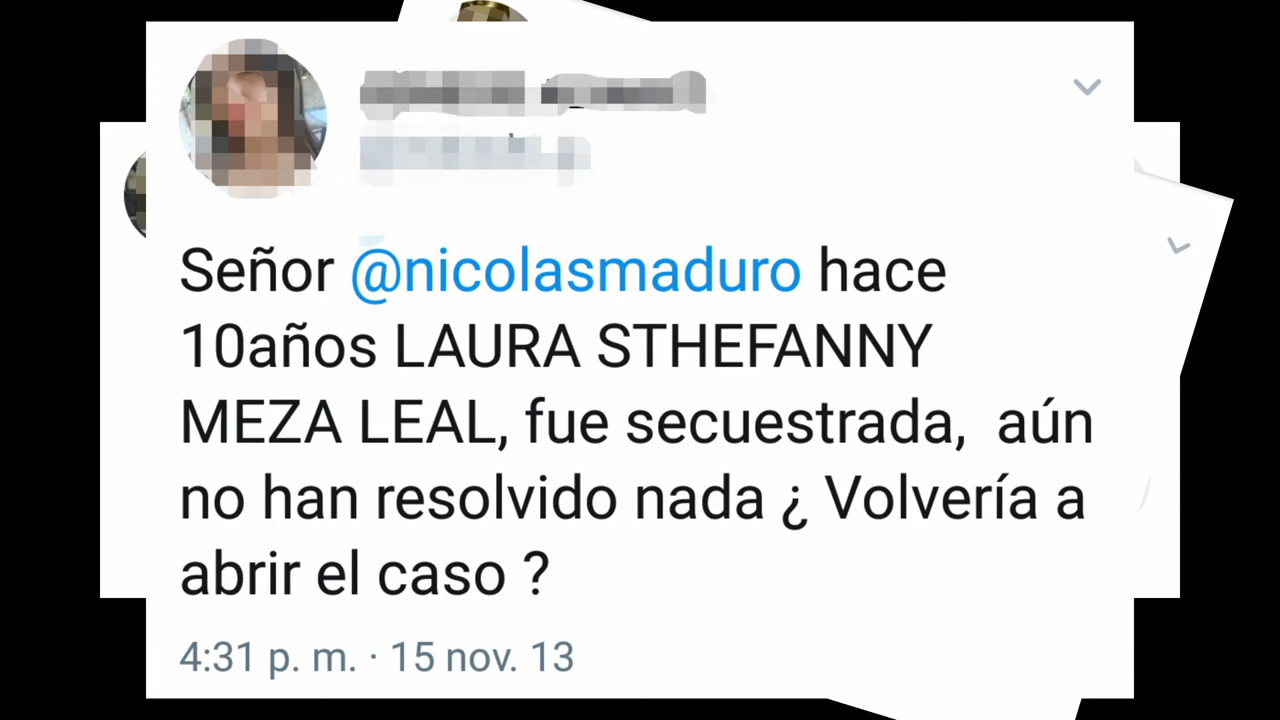 Señor @nicolasmaduro hace
10años LAURA STHEFANNY
MEZA LEAL, fue secuestrada,  aún
no han resolvido nada ¿ Volvería a
abrir el caso ?
4:31 p. m. · 15 nov. 13